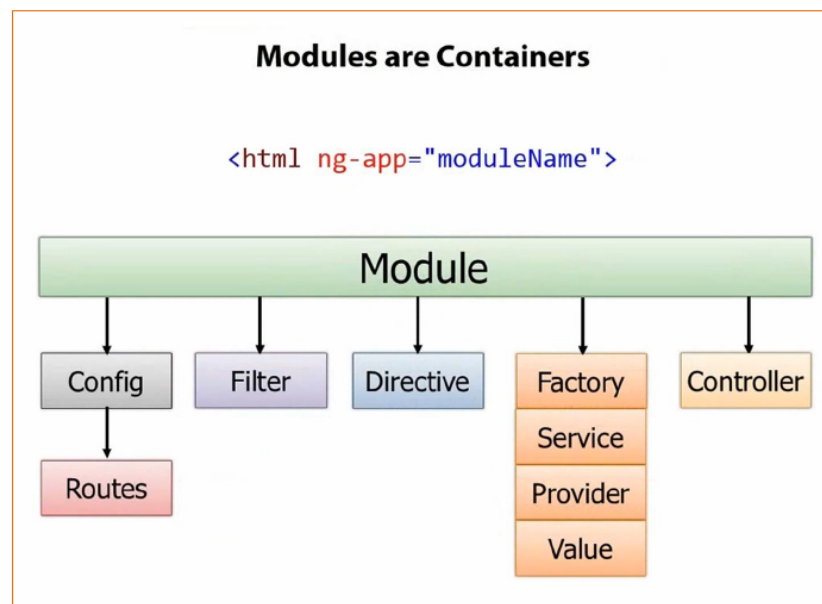 Modules are Containers
<html ng-app="moduleName">
Module
Config
Filter
Directive
Factory
Controller
Service
Routes
Provider
Value